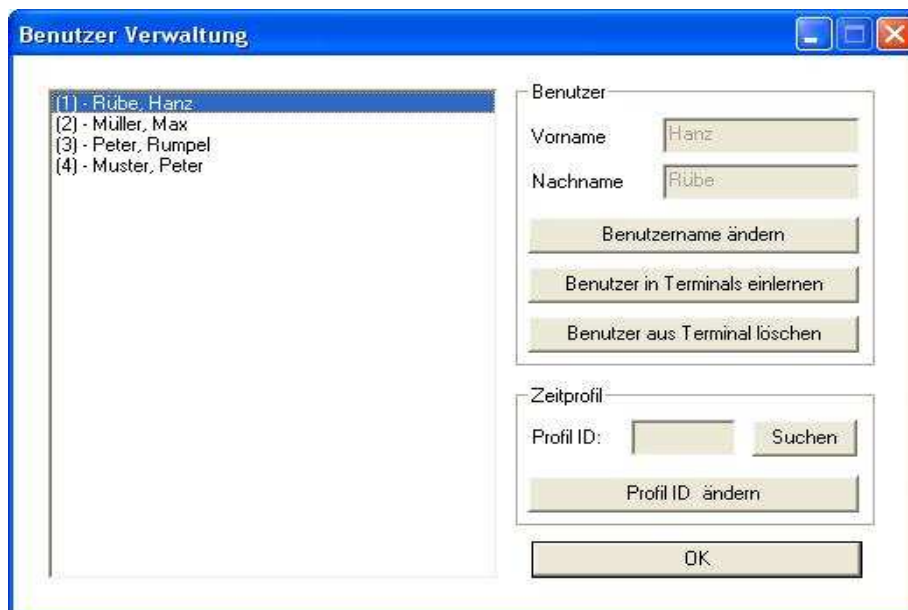 Benutzer Verwaltung
(1) - Rübe, Hanz
(2) - Müller, Max
(3) - Peter, Rumpel
(4) - Muster, Peter
Benutzer
Vorname Hanz
Nachname Rübe
Benutzername ändern
Benutzer in Terminals einlernen
Benutzer aus Terminal löschen
Zeitprofil
Profil ID: Suchen
Profil ID ändern
OK